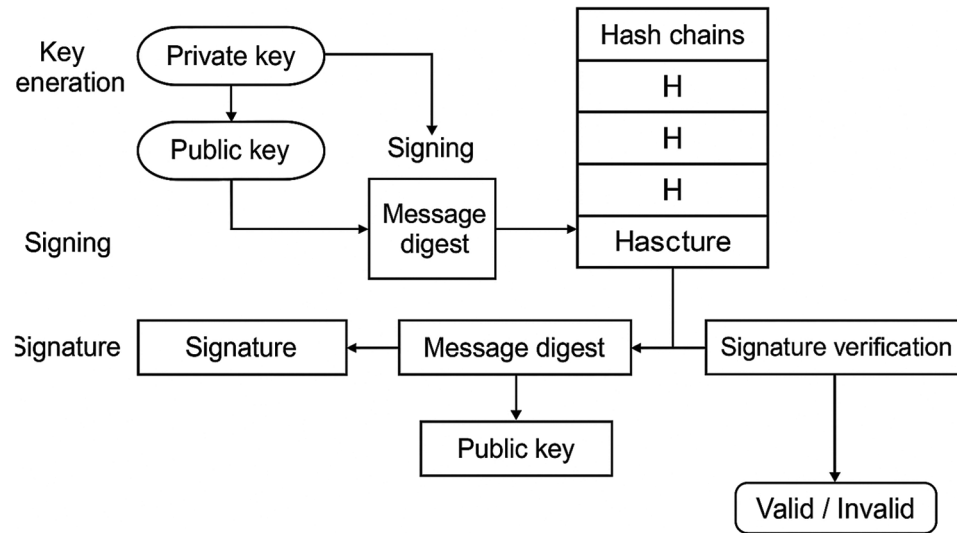 Key
eneration
Private key
Public key
Signing
Message
digest
Hash chains
H
H
H
Hascture
Signing
Signature
Signature
Message digest
Signature verification
Public key
Valid / Invalid